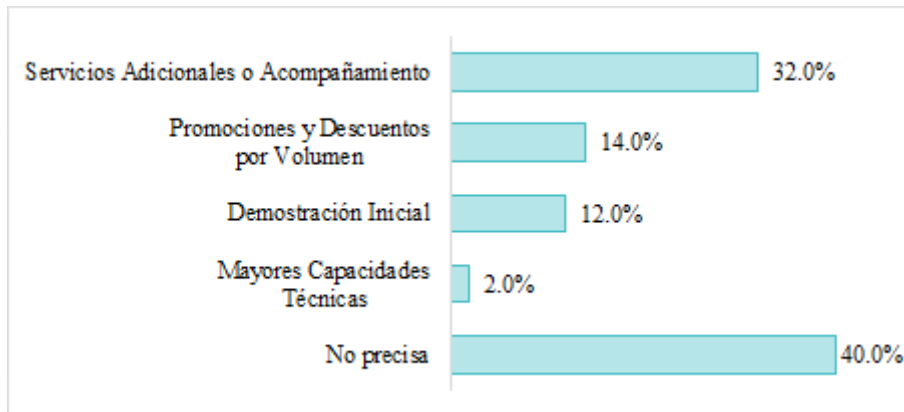 Servicios Adicionales o Acompañamiento
32.0%
Promociones y Descuentos
por Volumen
14.0%
Demostración Inicial
12.0%
Mayores Capacidades
Técnicas
2.0%
No precisa
40.0%